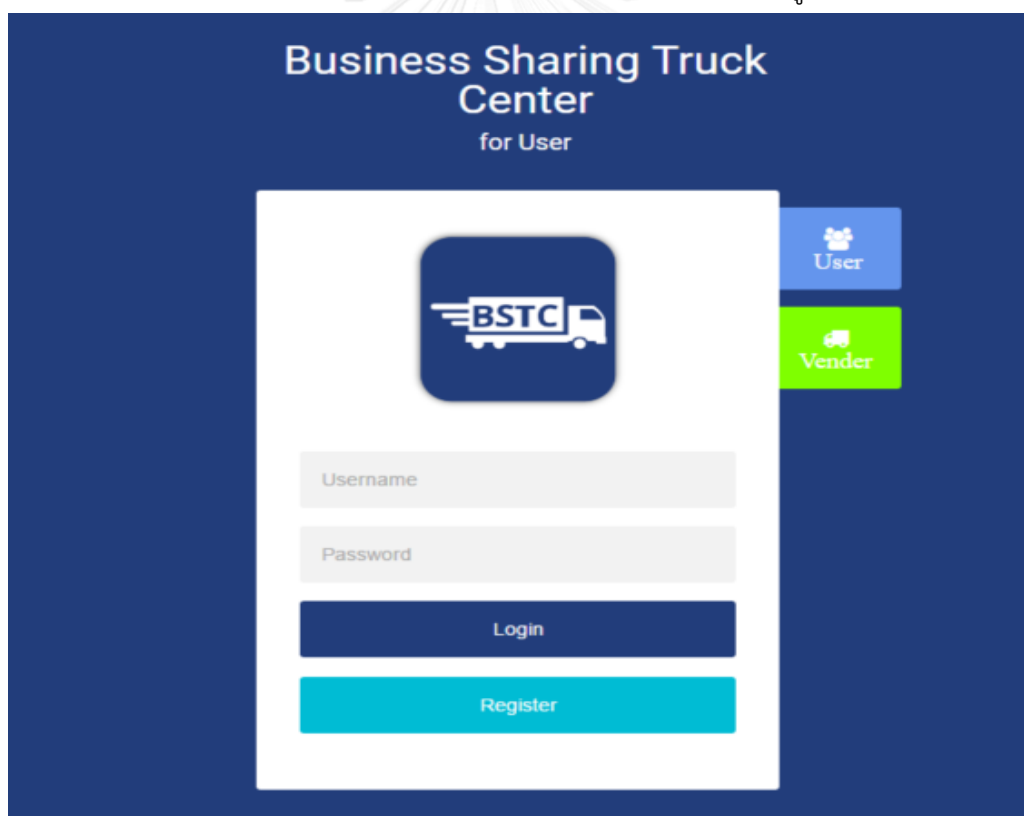 Business Sharing Truck
Center
for User
User
BSTC
Vender
Username
Password
Login
Register